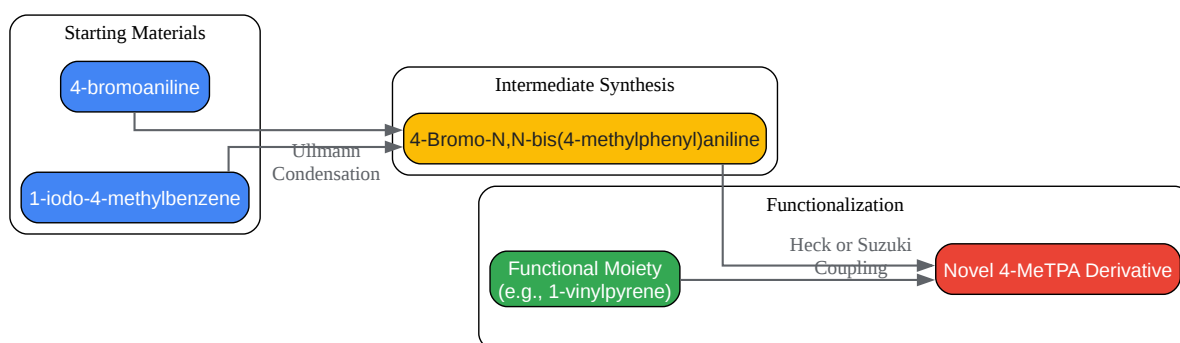 Starting Materials
4-bromoaniline
1-iodo-4-methylbenzene
Ullmann
Condensation
Intermediate Synthesis
4-Bromo-N,N-bis(4-methylphenyl)aniline
Functionalization
Functional Moiety
(e.g., 1-vinylpyrene)
Heck or Suzuki
Coupling
Novel 4-MeTPA Derivative